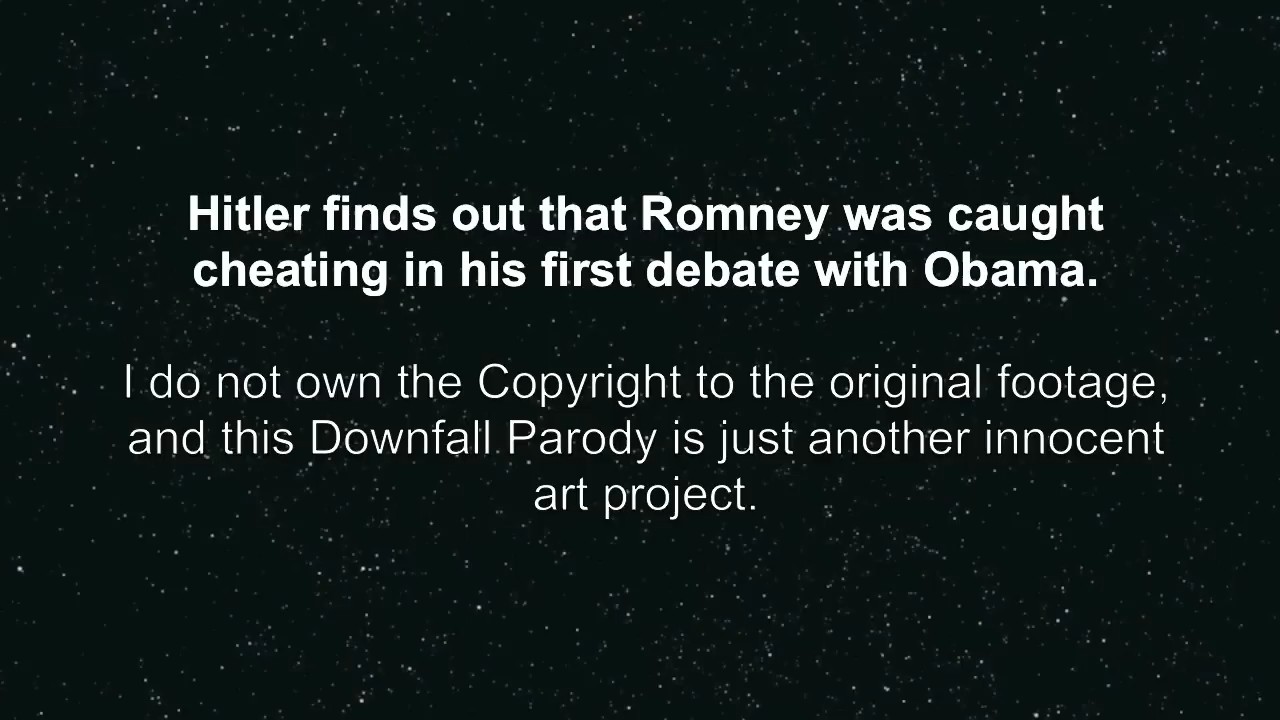 Hitler finds out that Romney was caught
cheating in his first debate with Obama.
I do not own the Copyright to the original footage,
and this Downfall Parody is just another innocent
art project.